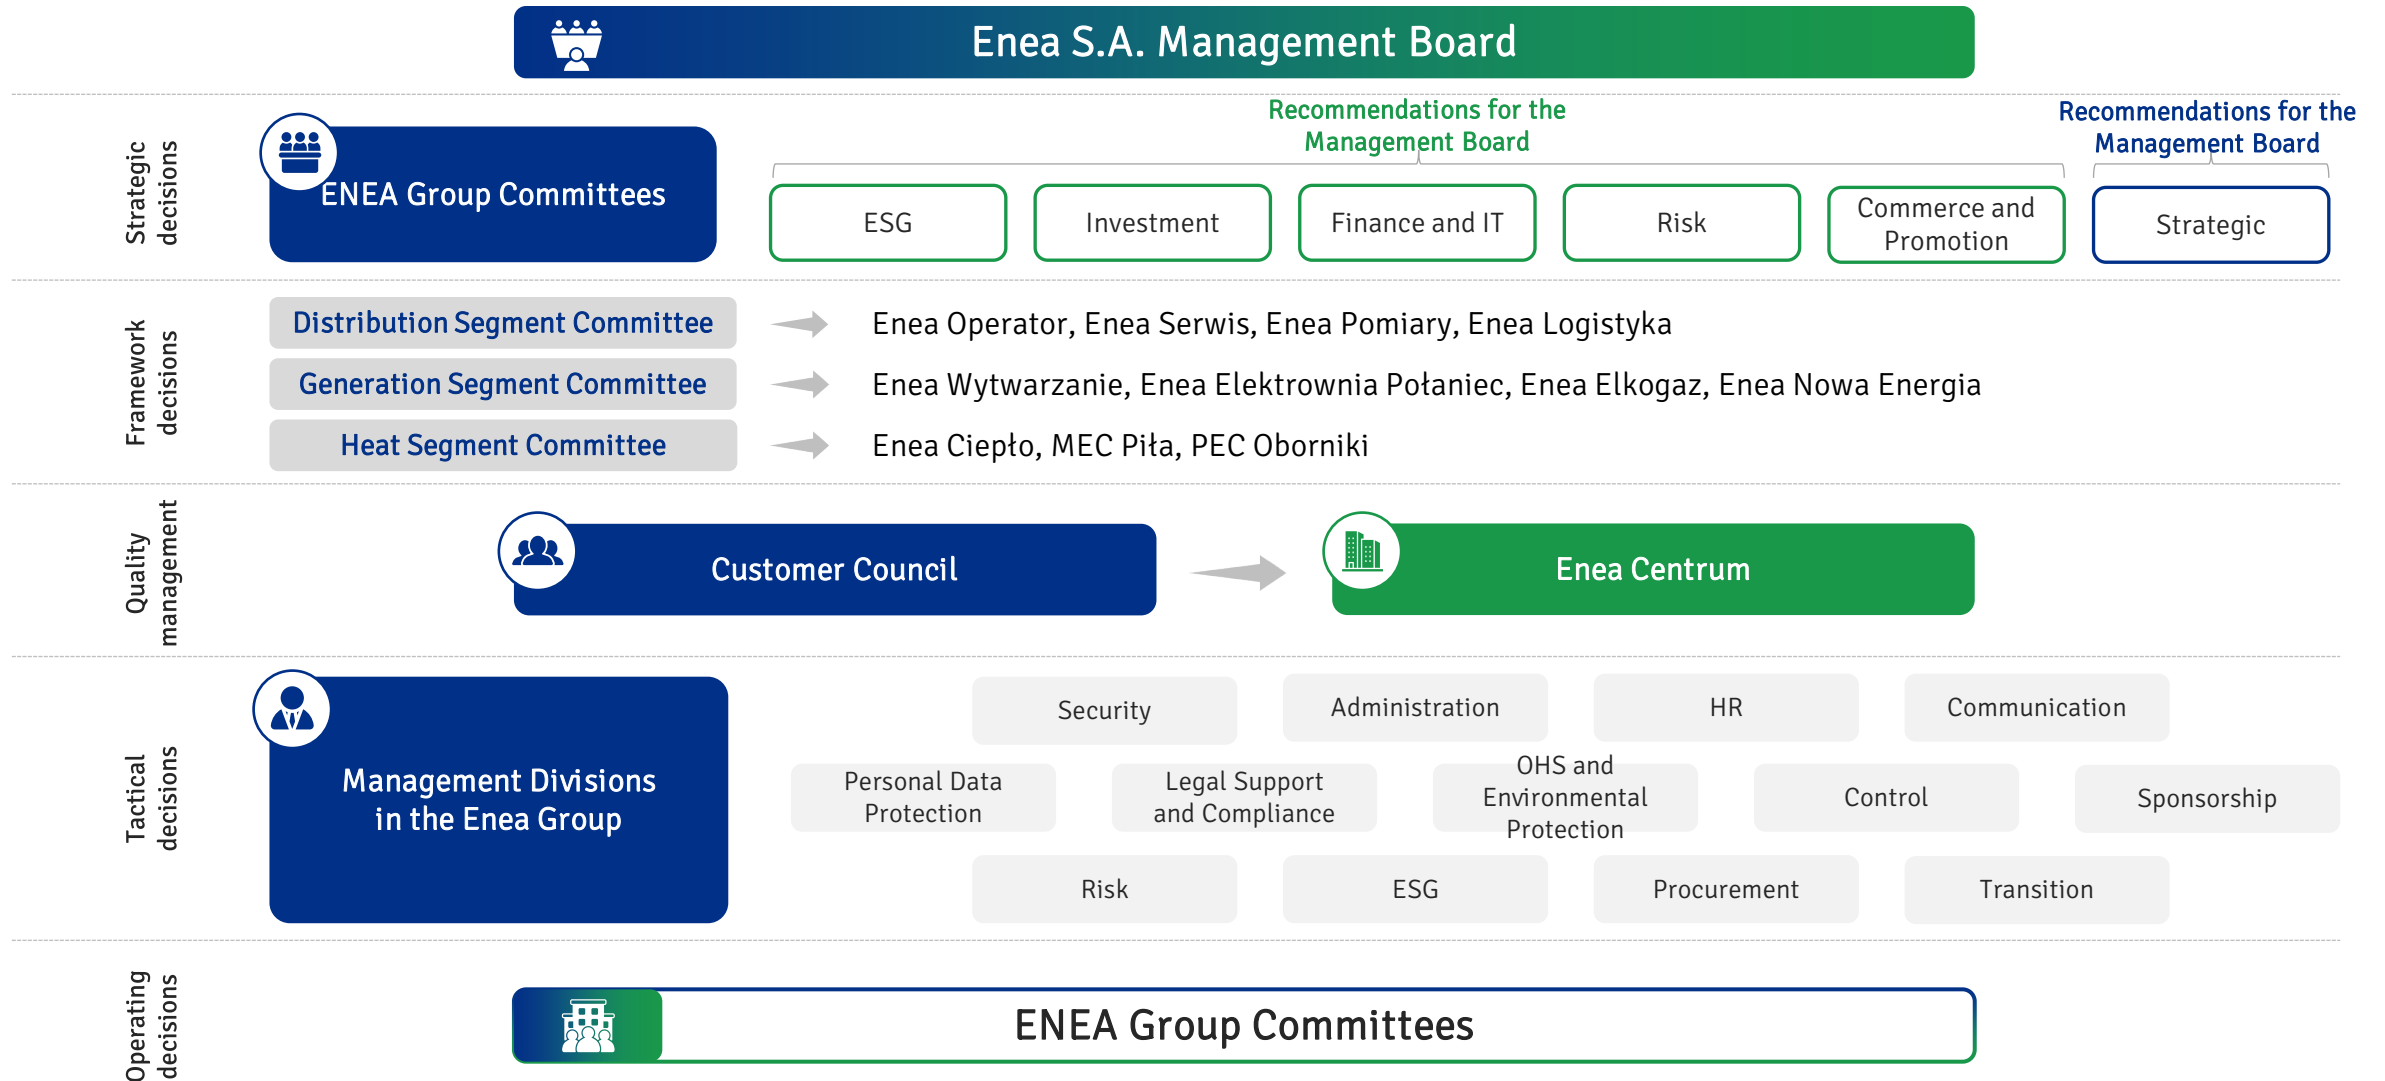 Enea S.A. Management Board
Strategic
decisions
ENEA Group Committees
Recommendations for the
Management Board
Recommendations for the
Management Board
ESG
Investment
Finance and IT
Risk
Commerce and
Promotion
Strategic
Framework
decisions
Distribution Segment Committee
Enea Operator, Enea Serwis, Enea Pomiary, Enea Logistyka
Generation Segment Committee
Enea Wytwarzanie, Enea Elektrownia Połaniec, Enea Elkogaz, Enea Nowa Energia
Heat Segment Committee
Enea Ciepło, MEC Piła, PEC Oborniki
Quality
management
Customer Council
Enea Centrum
Tactical
decisions
Management Divisions
in the Enea Group
Security
Administration
HR
Communication
Personal Data
Protection
Legal Support
and Compliance
OHS and
Environmental
Protection
Control
Sponsorship
Risk
ESG
Procurement
Transition
Operating
decisions
ENEA Group Committees